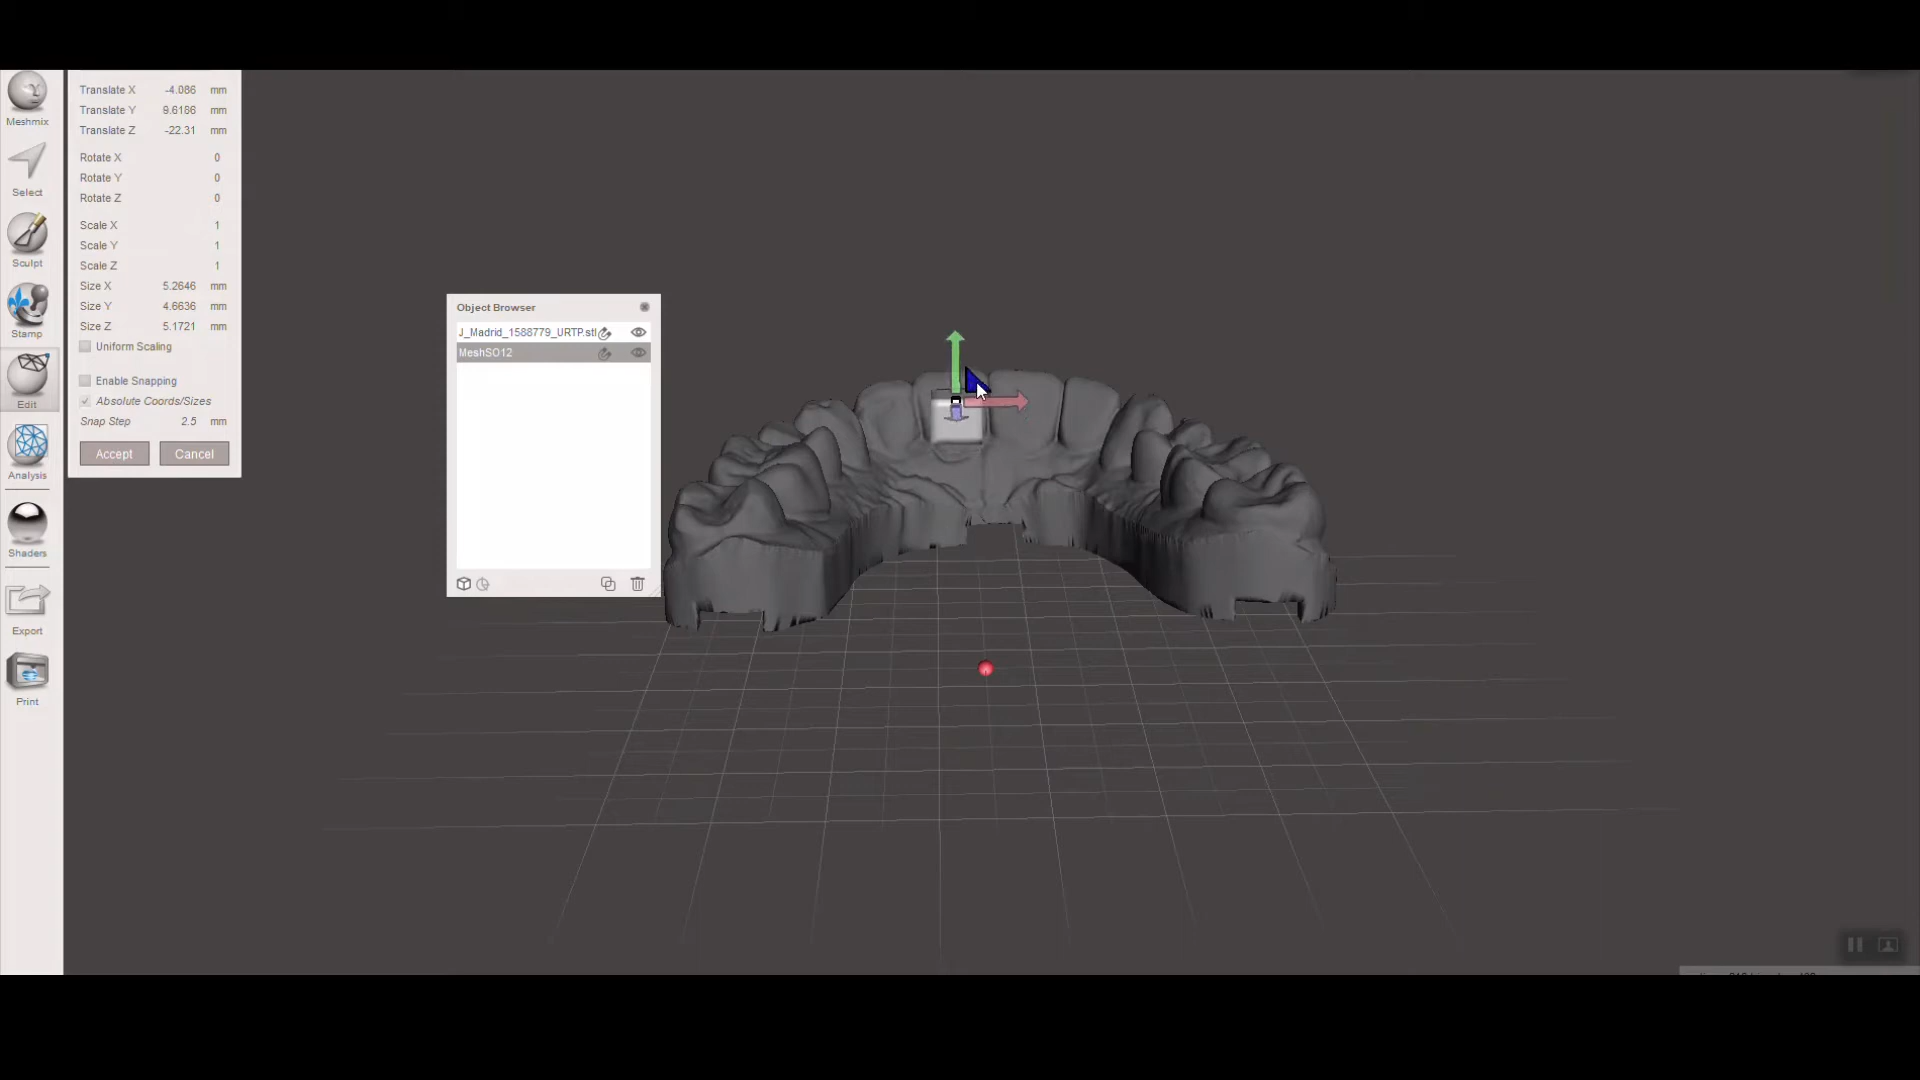 Meshmix
Select
Sculpt
Stamp
Edit
Analysis
Shaders
Export
Print
Translate X -4.086 mm
Translate Y 9.6186 mm
Translate Z -22.31 mm
Rotate X 0
Rotate Y 0
Rotate Z 0
Scale X 1
Scale Y 1
Scale Z 1
Size X 5.2646 mm
Size Y 4.6636 mm
Size Z 5.1721 mm
Uniform Scaling
Enable Snapping
Absolute Coords/Sizes
Snap Step 2.5 mm
Accept Cancel
Object Browser
J_Madrid_1588779_URTP.stl
MeshSO12